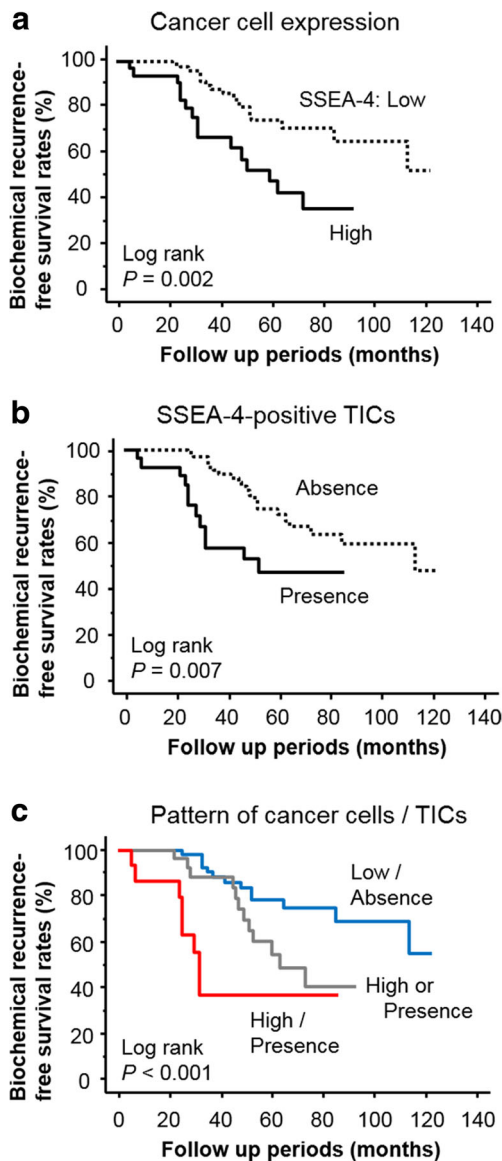 a
Cancer cell expression
Biochemical recurrence-
free survival rates (%)
100
80
60
40
20
0
SSEA-4: Low
High
Log rank
P = 0.002
0 20 40 60 80 100 120 140
Follow up periods (months)
b
SSEA-4-positive TICs
Biochemical recurrence-
free survival rates (%)
100
80
60
40
20
0
Absence
Presence
Log rank
P = 0.007
0 20 40 60 80 100 120 140
Follow up periods (months)
c
Pattern of cancer cells / TICs
Biochemical recurrence-
free survival rates (%)
100
80
60
40
20
0
Low /
Absence
High or
Presence
High /
Presence
Log rank
P < 0.001
0 20 40 60 80 100 120 140
Follow up periods (months)